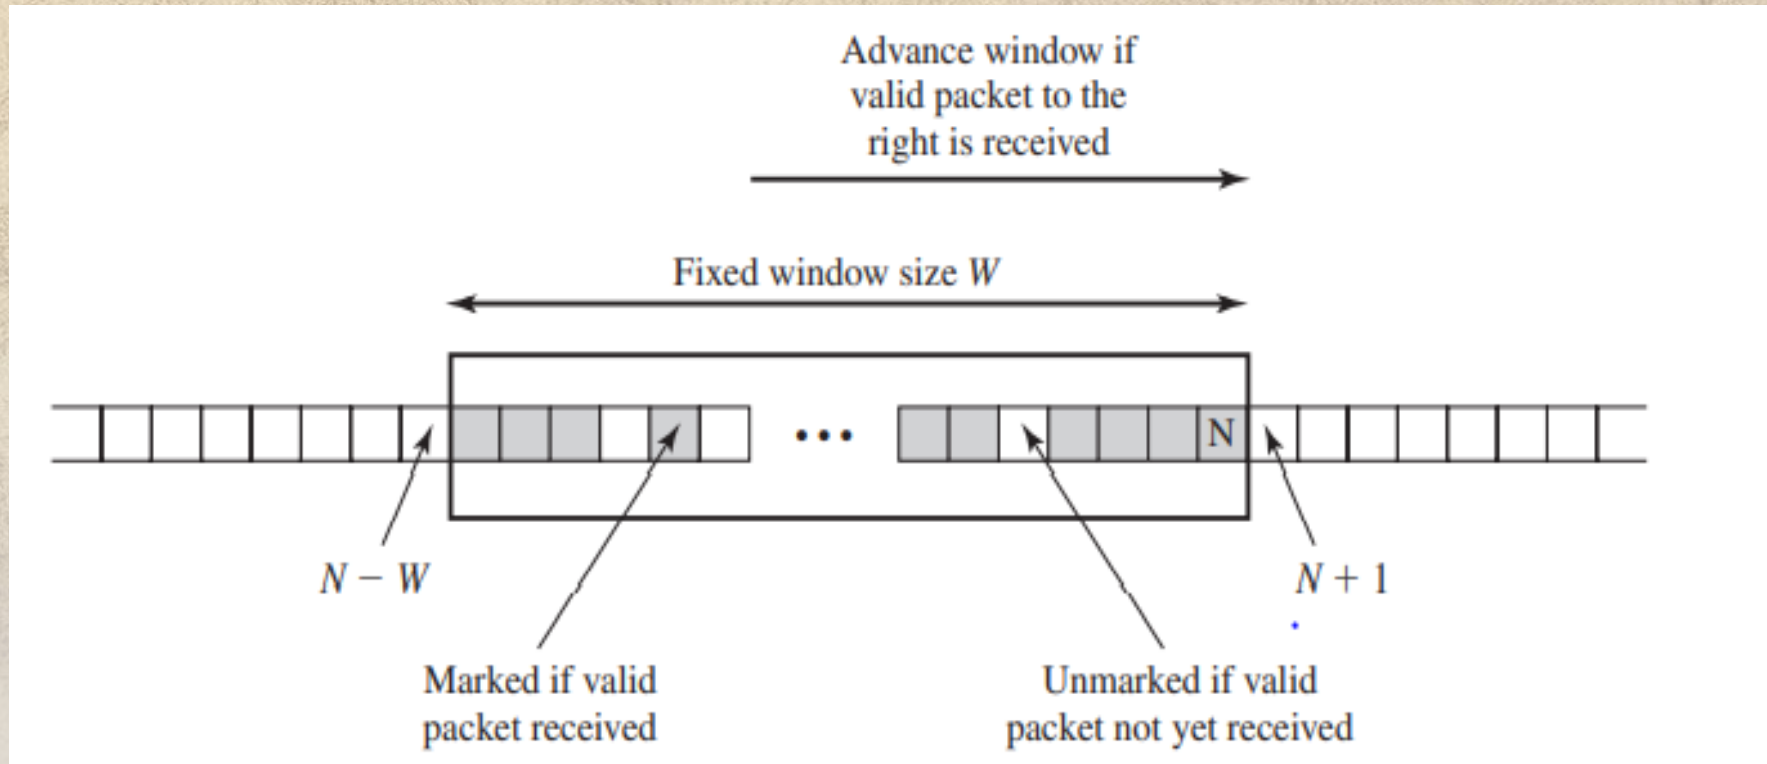 Advance window if
valid packet to the
right is received
Fixed window size W
N
N – W
N + 1
Marked if valid
packet received
Unmarked if valid
packet not yet received